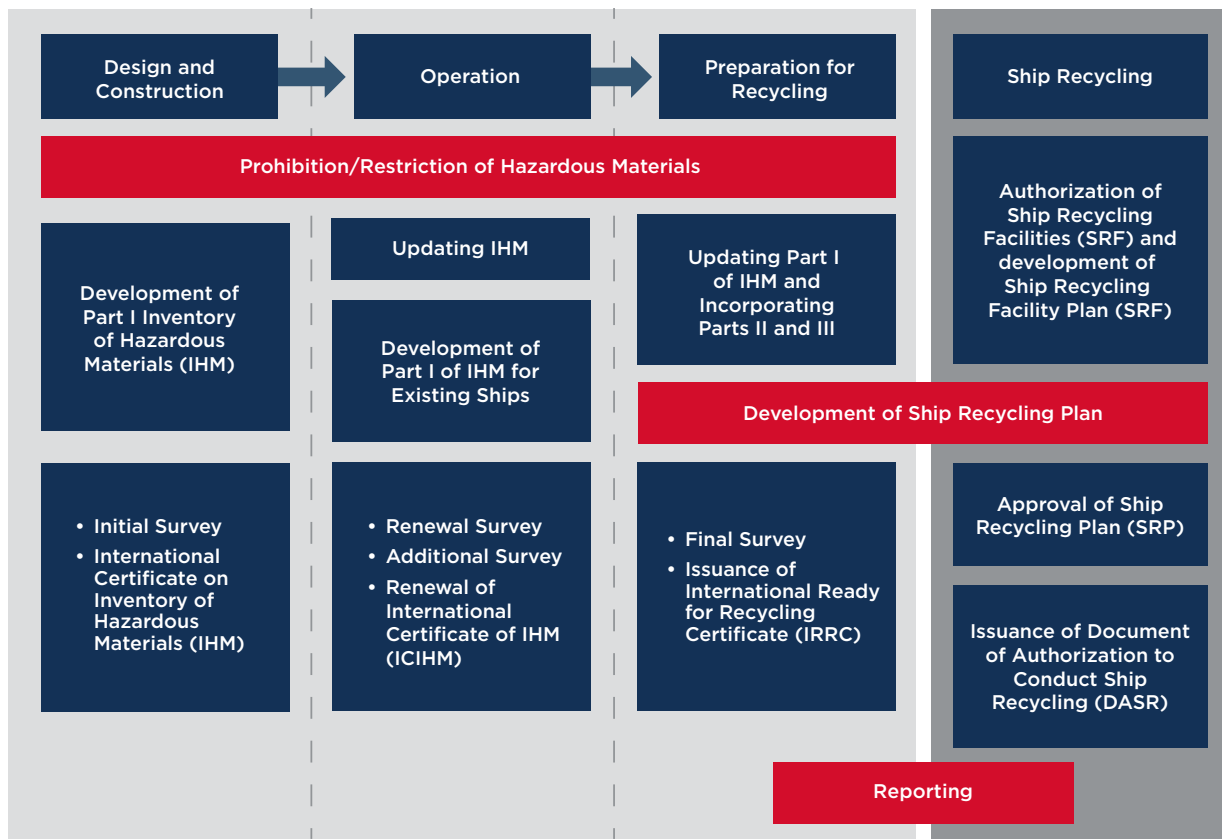 Design and
Construction
Operation
Preparation for
Recycling
Ship Recycling
Prohibition/Restriction of Hazardous Materials
Development of
Part I Inventory
of Hazardous
Materials (IHM)
Updating IHM
Development of
Part I of IHM for
Existing Ships
Updating Part I
of IHM and
Incorporating
Parts II and III
Authorization of
Ship Recycling
Facilities (SRF) and
development of
Ship Recycling
Facility Plan (SRF)
Development of Ship Recycling Plan
• Initial Survey
• International
Certificate on
Inventory of
Hazardous
Materials (IHM)
• Renewal Survey
• Additional Survey
• Renewal of
International
Certificate of IHM
(ICIHM)
• Final Survey
• Issuance of
International Ready
for Recycling
Certificate (IRRC)
Approval of Ship
Recycling Plan (SRP)
Issuance of Document
of Authorization to
Conduct Ship
Recycling (DASR)
Reporting